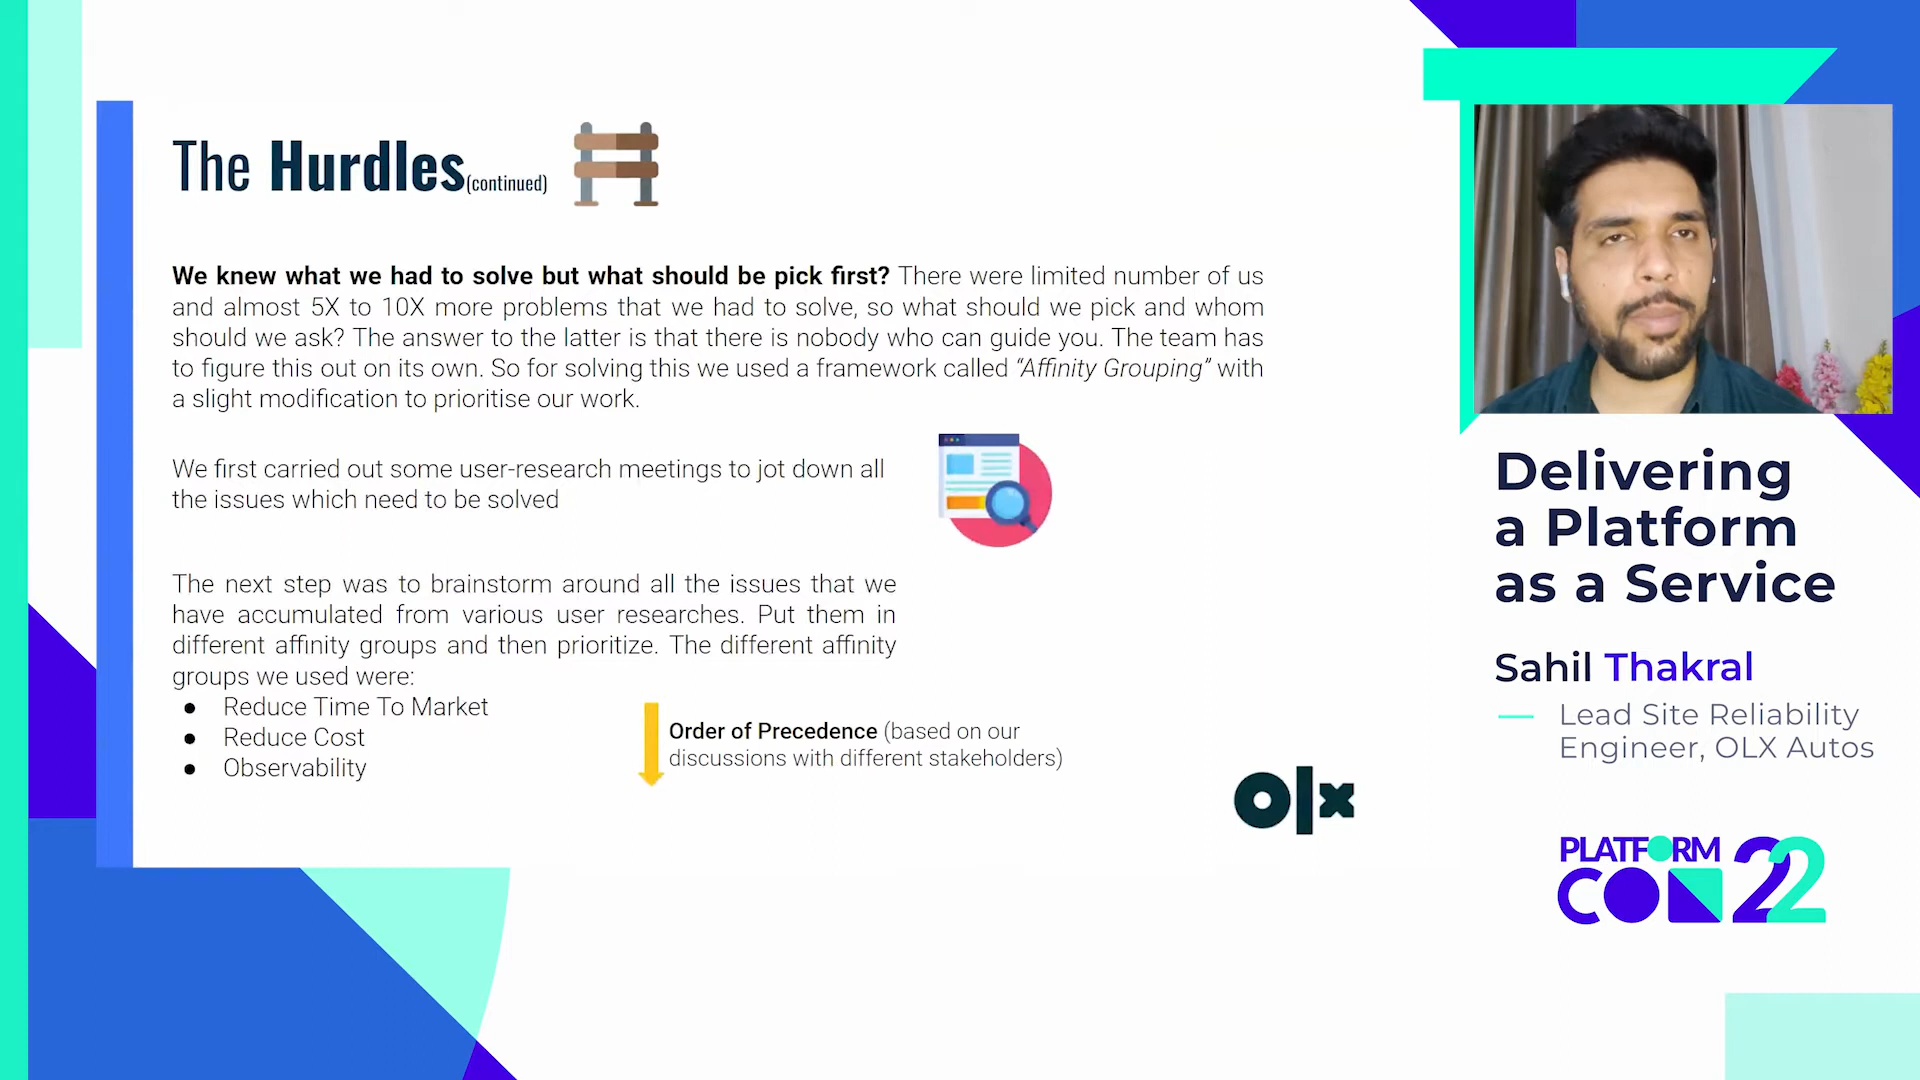 The Hurdles(continued)
We knew what we had to solve but what should be pick first? There were limited number of us
and almost 5X to 10X more problems that we had to solve, so what should we pick and whom
should we ask? The answer to the latter is that there is nobody who can guide you. The team has
to figure this out on its own. So for solving this we used a framework called “Affinity Grouping” with
a slight modification to prioritise our work.
We first carried out some user-research meetings to jot down all
the issues which need to be solved
The next step was to brainstorm around all the issues that we
have accumulated from various user researches. Put them in
different affinity groups and then prioritize. The different affinity
groups we used were:
● Reduce Time To Market
● Reduce Cost
● Observability
Order of Precedence (based on our
discussions with different stakeholders)
olx
Delivering
a Platform
as a Service
Sahil Thakral
— Lead Site Reliability
Engineer, OLX Autos
PLATFORM
CON 22